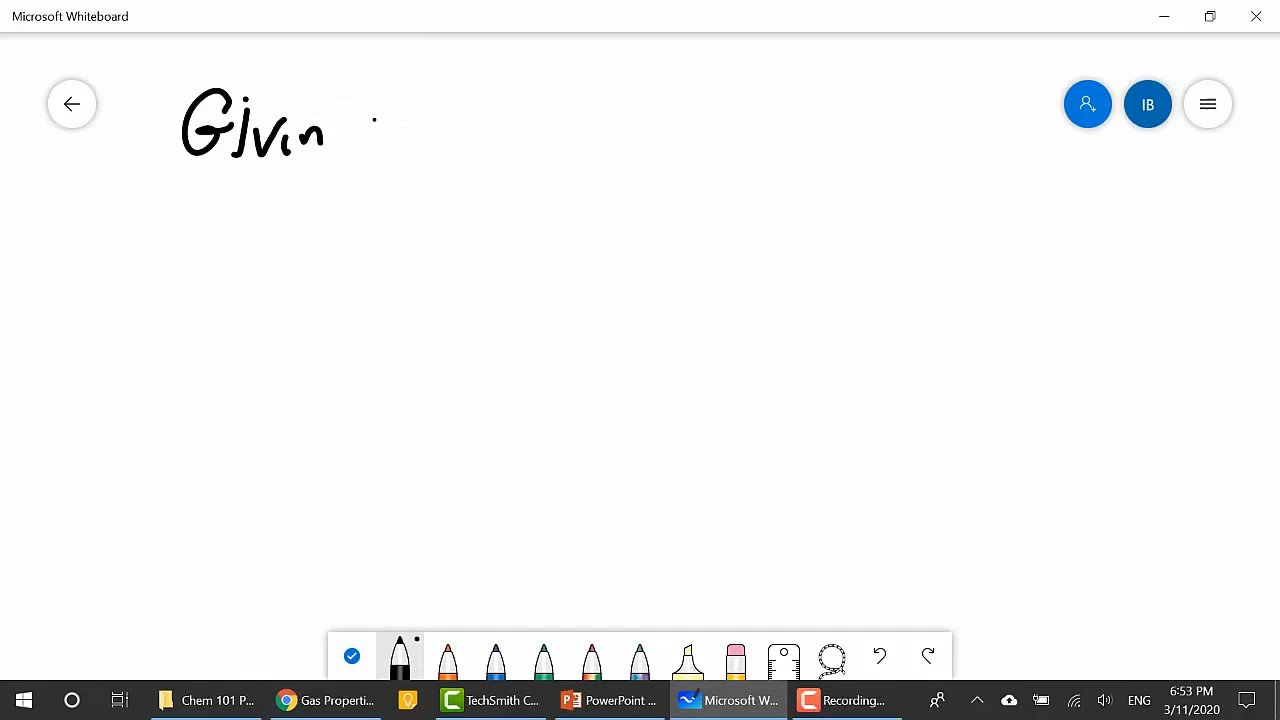 Microsoft Whiteboard
Givin
IB
Chem 101 P...
Gas Properti...
TechSmith C...
PowerPoint ...
Microsoft W...
Recording...
ENG
6:53 PM
3/11/2020